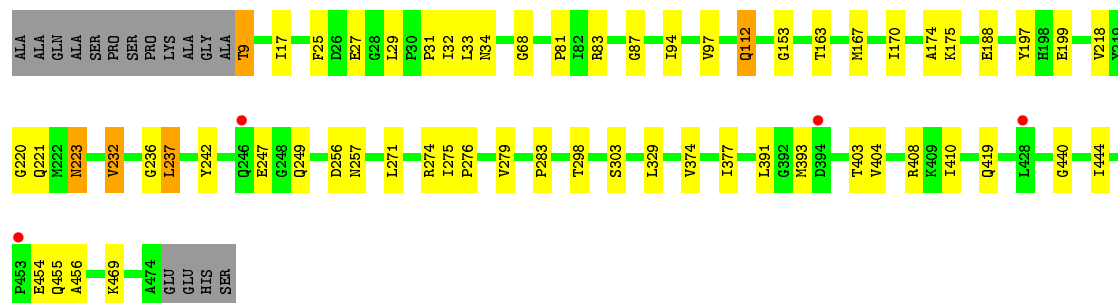 ALA ALA GLN ALA SER PRO SER PRO LYS ALA GLY ALA T9 I17 F25 D26 E27 G28 L29 P30 P31 I32 L33 N34 G68 P81 I82 R83 G87 I94 V97 Q112 G153 T163 M167 I170 A174 K175 E188 Y197 H198 E199 V218
G220 Q221 M222 N223 V232 G236 L237 Y242 Q246 E247 G248 Q249 D256 N257 L271 R274 I275 P276 V279 P283 T298 S303 L329 V374 I377 L391 G392 M393 D394 T403 V404 R408 K409 I410 Q419 L428 G440 I444
P453 E454 Q455 A456 K469 A474 GLU GLU HIS SER